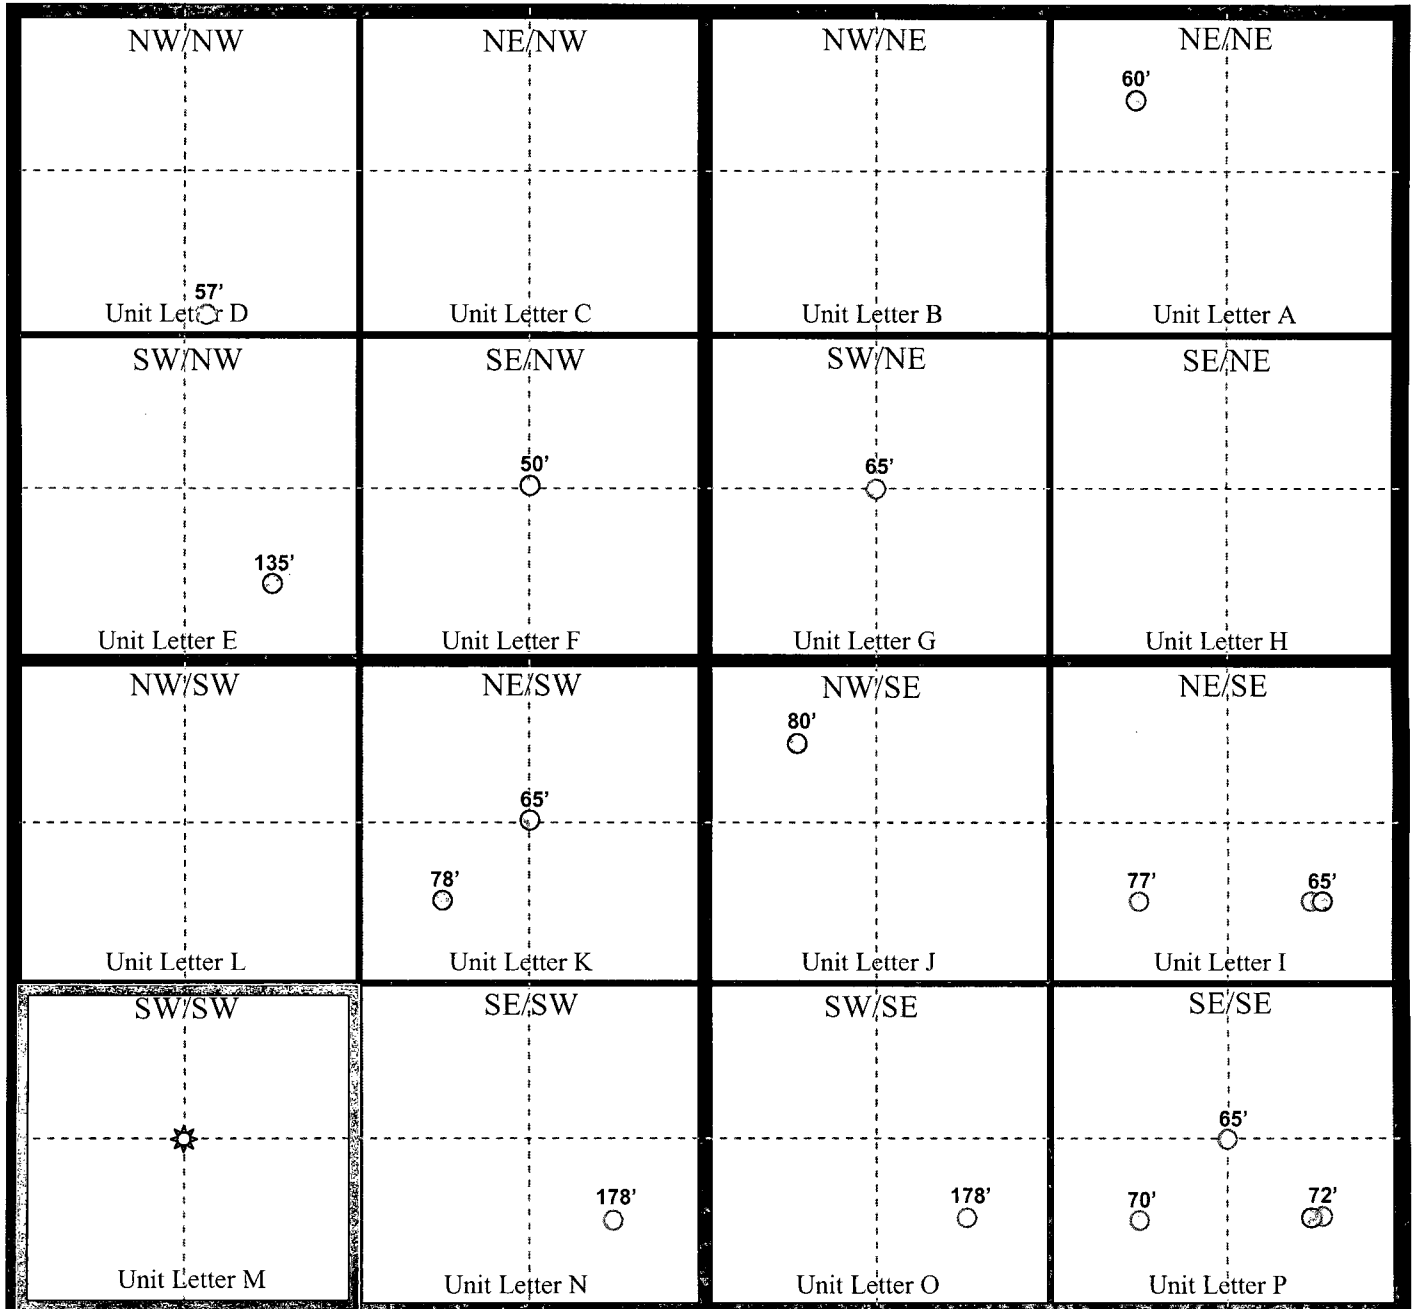 NW/NW
57'
Unit Letter D
NE/NW
Unit Letter C
NW/NE
Unit Letter B
NE/NE
60'
Unit Letter A
SW/NW
135'
Unit Letter E
SE/NW
50'
Unit Letter F
SW/NE
65'
Unit Letter G
SE/NE
Unit Letter H
NW/SW
Unit Letter L
NE/SW
65'
78'
Unit Letter K
NW/SE
80'
Unit Letter J
NE/SE
77'
65'
Unit Letter I
SW/SW
Unit Letter M
SE/SW
178'
Unit Letter N
SW/SE
178'
Unit Letter O
SE/SE
65'
70'
72'
Unit Letter P